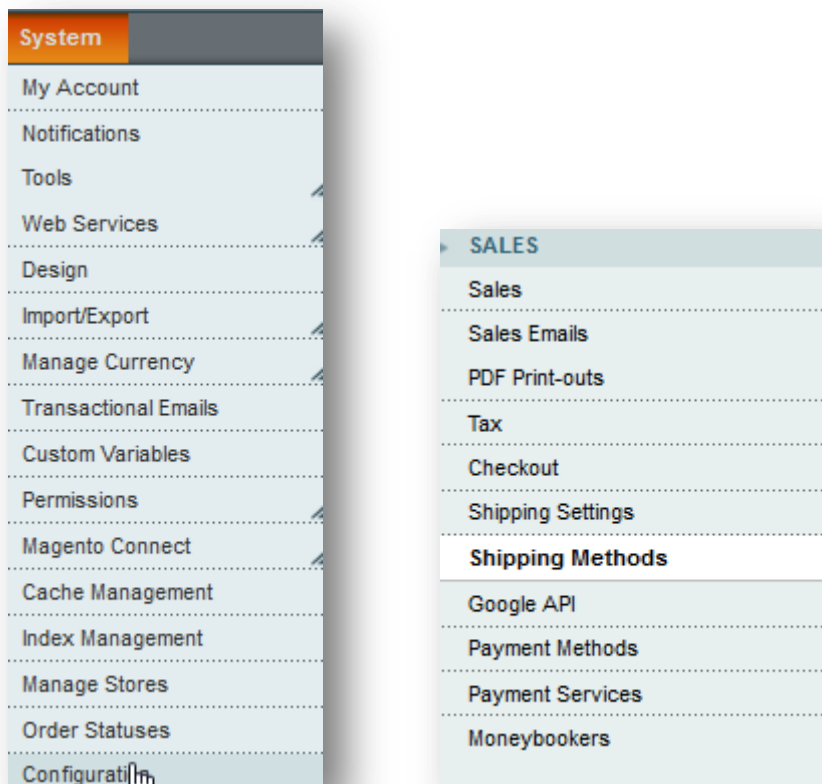 System
My Account
Notifications
Tools
Web Services
Design
Import/Export
Manage Currency
Transactional Emails
Custom Variables
Permissions
Magento Connect
Cache Management
Index Management
Manage Stores
Order Statuses
Configuration
SALES
Sales
Sales Emails
PDF Print-outs
Tax
Checkout
Shipping Settings
Shipping Methods
Google API
Payment Methods
Payment Services
Moneybookers